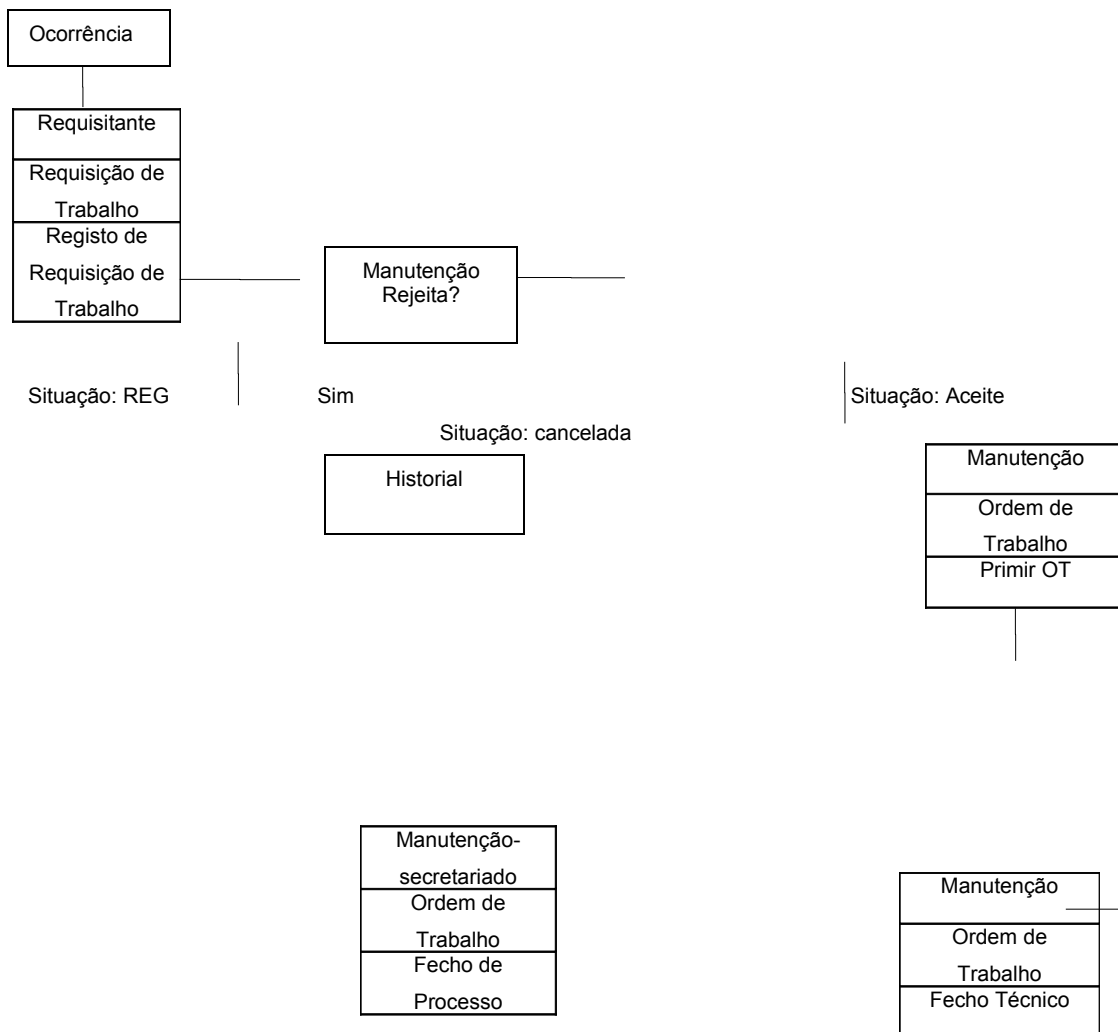 Ocorrência
Requisitante
Requisição de
Trabalho
Registo de
Requisição de
Trabalho
Manutenção
Rejeita?
Situação: REG
Sim
Situação: Aceite
Situação: cancelada
Historial
Manutenção
Ordem de
Trabalho
Primir OT
Manutenção-
secretariado
Ordem de
Trabalho
Fecho de
Processo
Manutenção
Ordem de
Trabalho
Fecho Técnico